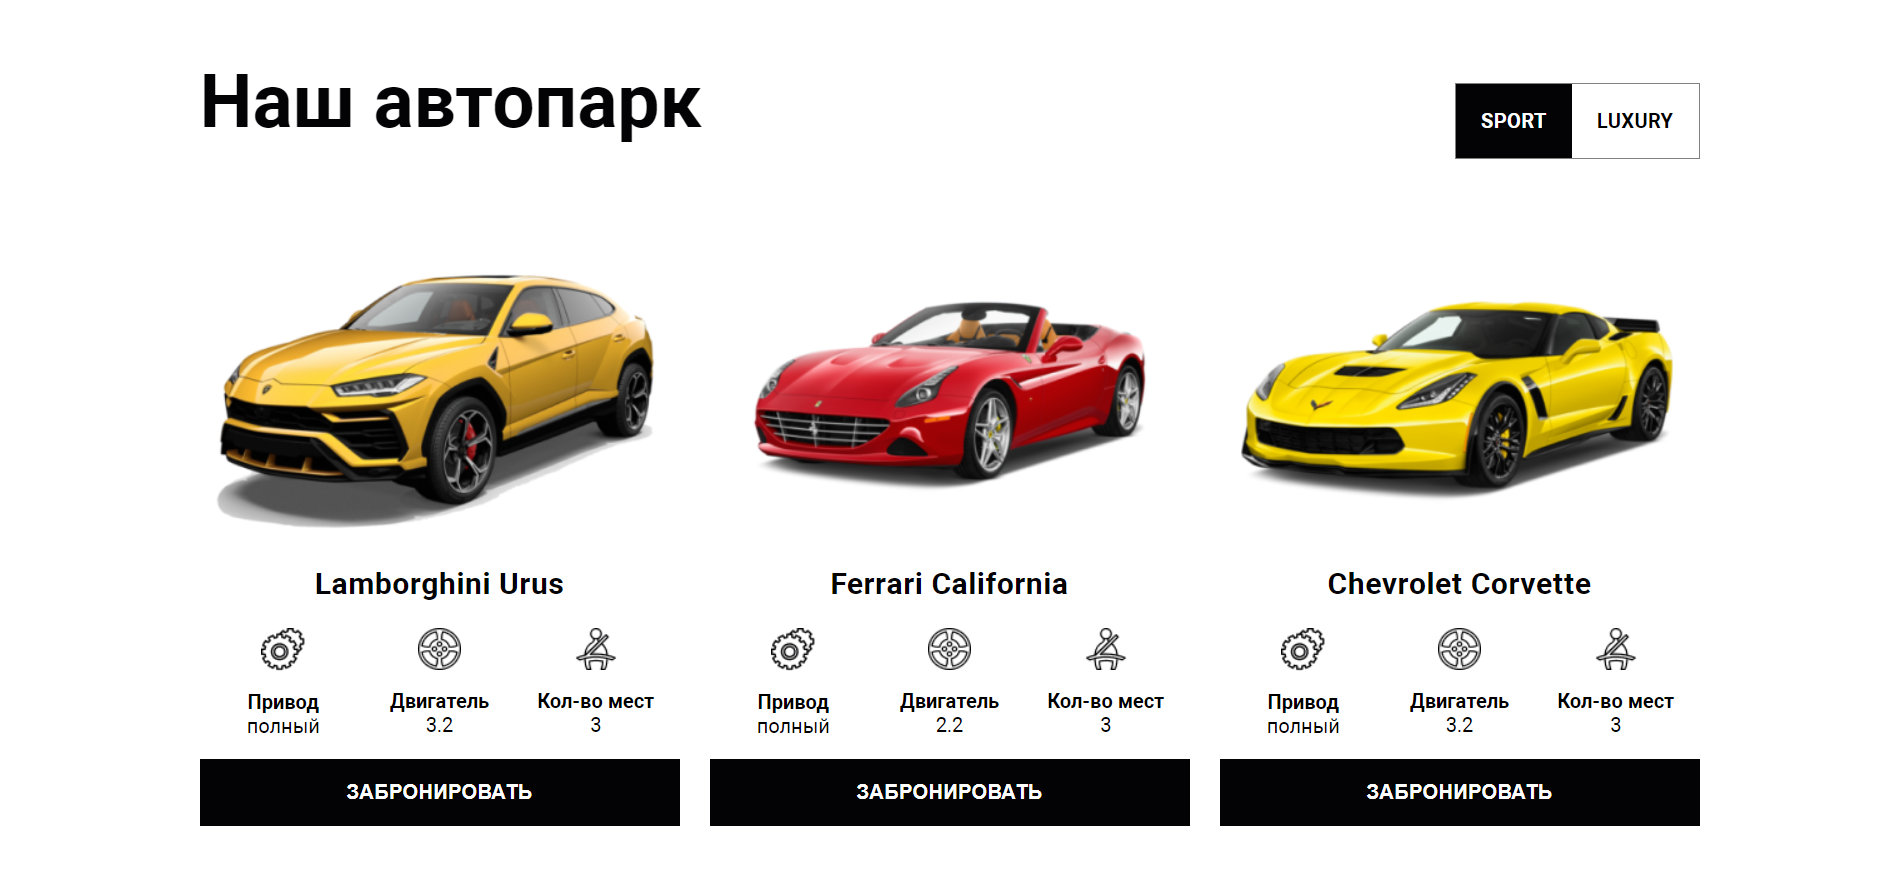 Наш автопарк
SPORT LUXURY
Lamborghini Urus
Привод Двигатель Кол-во мест
полный 3.2 3
ЗАБРОНИРОВАТЬ
Ferrari California
Привод Двигатель Кол-во мест
полный 2.2 3
ЗАБРОНИРОВАТЬ
Chevrolet Corvette
Привод Двигатель Кол-во мест
полный 3.2 3
ЗАБРОНИРОВАТЬ